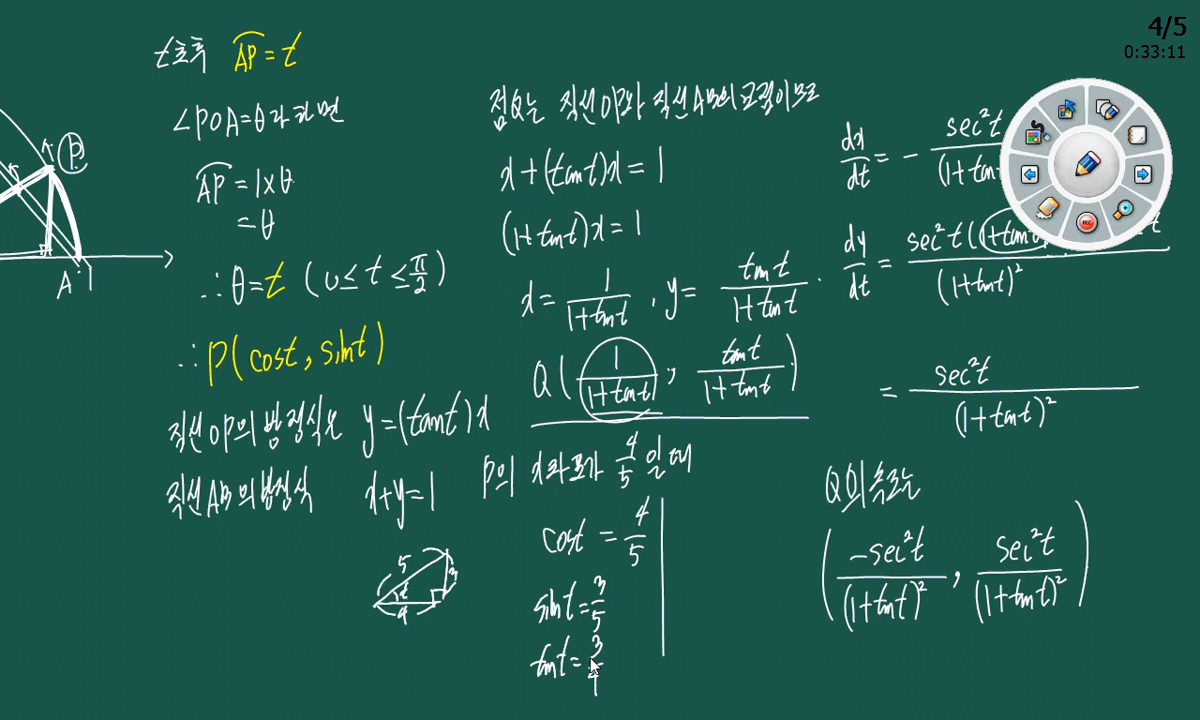 4/5
0:33:11
t초후 AP = t
∠POA = θ라 하면
AP = 1×θ
= θ
∴ θ = t (0 ≤ t ≤ π/2)
∴ P(cost, sint)
직선OP의 방정식은 y = (tant)x
직선AB의 방정식 x+y=1
P
A 1
5
t
4
3
점Q는 직선OP와 직선AB의 교점이므로
x+(tant)x = 1
(1+tant)x = 1
x = 1/(1+tant), y = tant/(1+tant).
Q(1/(1+tant), tant/(1+tant))
P의 x좌표가 4/5 일 때
cost = 4/5
sint = 3/5
tant = 3/4
dx/dt = - sec²t/(1+tan
dy/dt = sec²t(1+tant t/(1+tant)²
= sec²t/(1+tant)²
Q의 속도는
(-sec²t/(1+tant)², sec²t/(1+tant)²)
REC